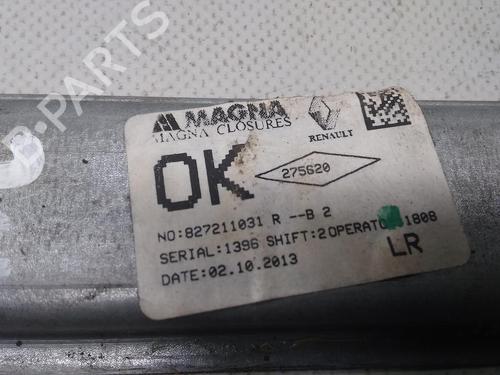 B-PARTS
MAGNA
MAGNA CLOSURES
RENAULT
OK
275620
NO:827211031 R --B 2
SERIAL:1396 SHIFT:2OPERATO 1808
DATE:02.10.2013
LR